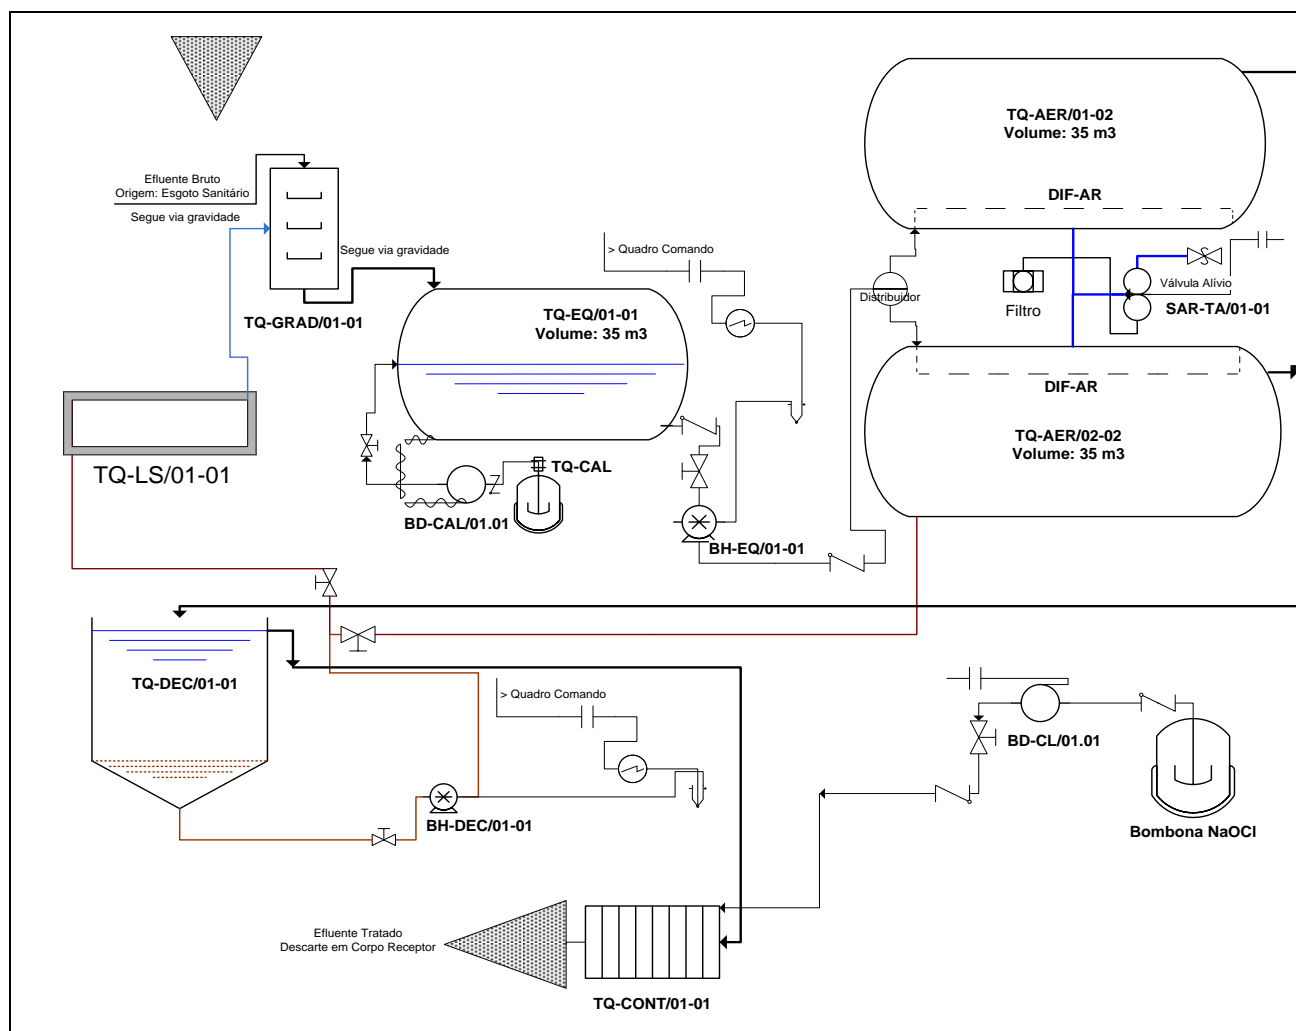 TQ-AER/01-02
Volume: 35 m3
DIF-AR
Efluente Bruto
Origem: Esgoto Sanitário
Segue via gravidade
Segue via gravidade
TQ-GRAD/01-01
> Quadro Comando
TQ-EQ/01-01
Volume: 35 m3
Distribuidor
Filtro
Válvula Alívio
SAR-TA/01-01
DIF-AR
TQ-AER/02-02
Volume: 35 m3
TQ-LS/01-01
TQ-CAL
BD-CAL/01.01
BH-EQ/01-01
TQ-DEC/01-01
> Quadro Comando
BH-DEC/01-01
BD-CL/01.01
Bombona NaOCl
Efluente Tratado
Descarte em Corpo Receptor
TQ-CONT/01-01